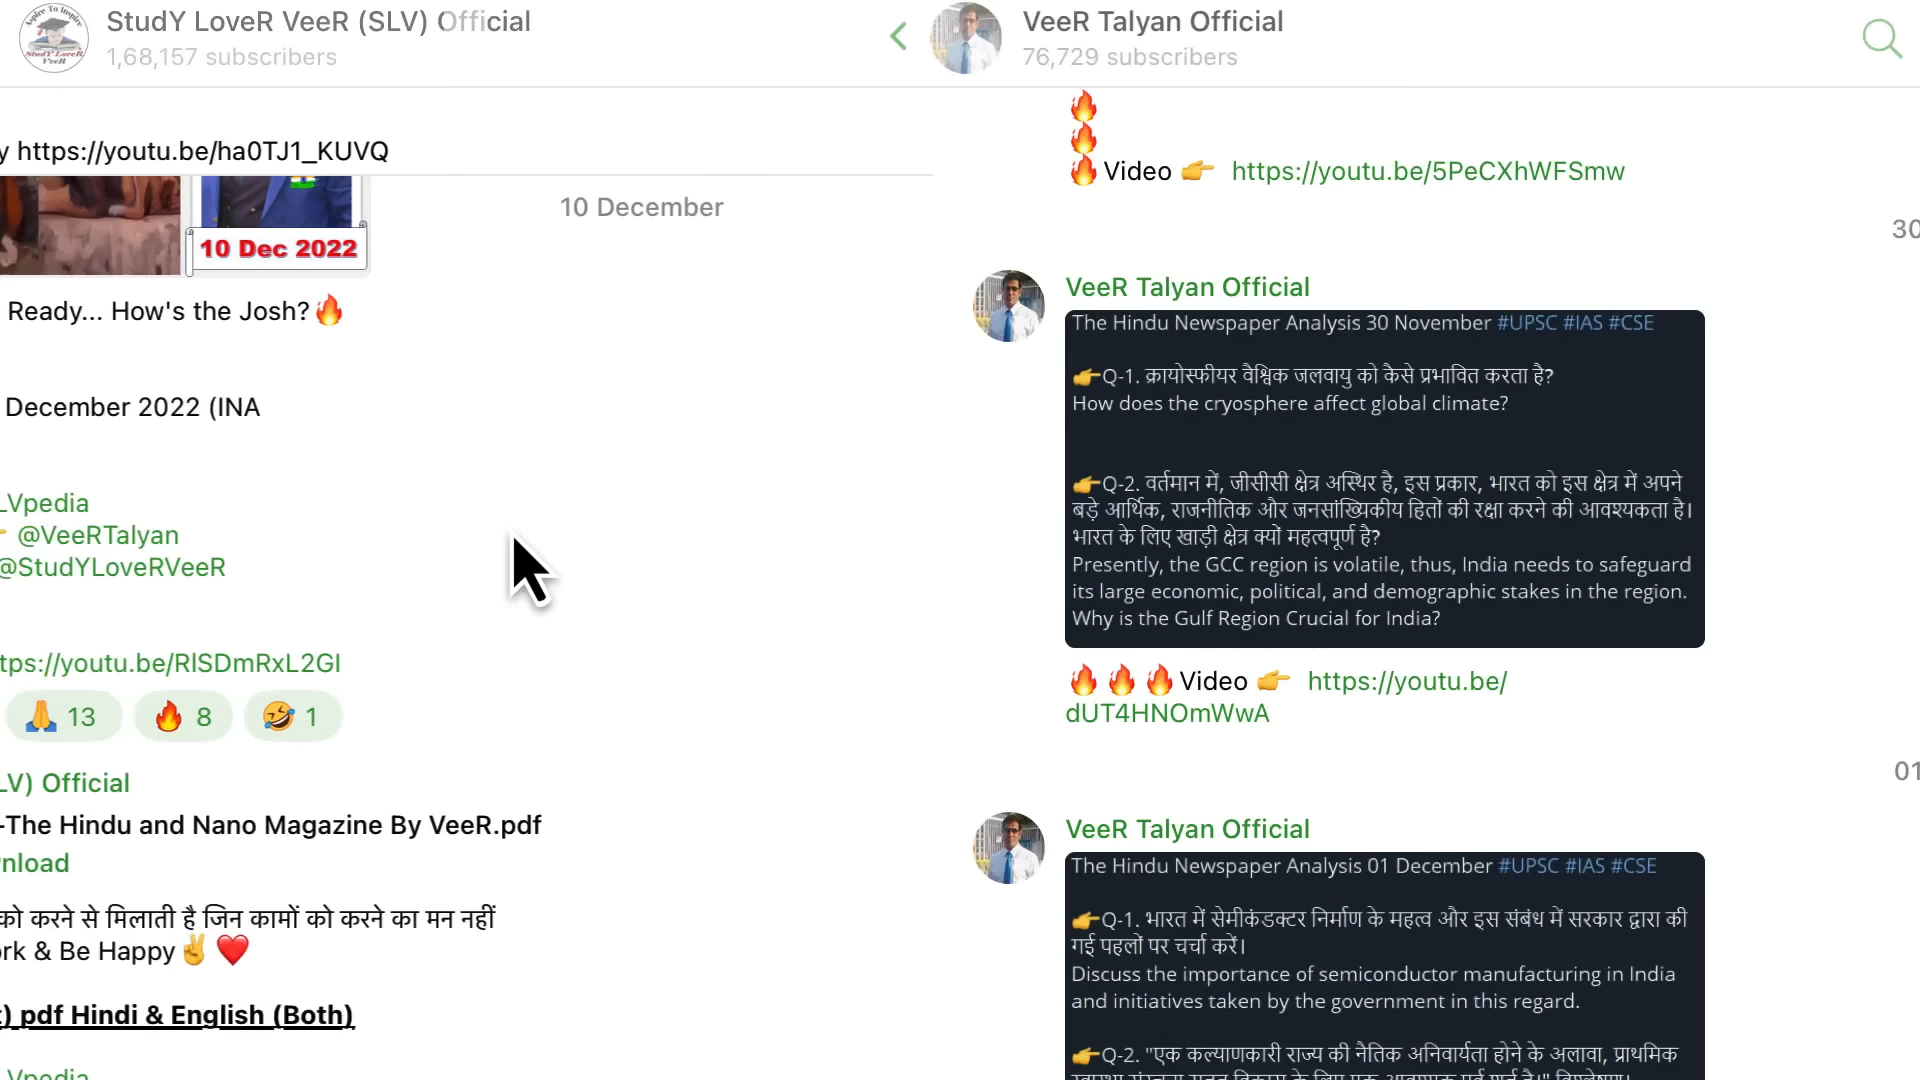 StudY LoveR VeeR (SLV) Official
1,68,157 subscribers
y https://youtu.be/ha0TJ1_KUVQ
10 December
10 Dec 2022
Ready... How's the Josh?🔥
December 2022 (INA
LVpedia
@VeeRTalyan
@StudYLoveRVeeR
tps://youtu.be/RlSDmRxL2GI
🙏 13 🔥 8 🤣 1
LV) Official
-The Hindu and Nano Magazine By VeeR.pdf
nload
को करने से मिलाती है जिन कामों को करने का मन नहीं
rk & Be Happy✌️❤️
) pdf Hindi & English (Both)
VeeR Talyan Official
76,729 subscribers
🔥
🔥
🔥Video 👉 https://youtu.be/5PeCXhWFSmw
30
VeeR Talyan Official
The Hindu Newspaper Analysis 30 November #UPSC #IAS #CSE
👉Q-1. क्रायोस्फीयर वैश्विक जलवायु को कैसे प्रभावित करता है?
How does the cryosphere affect global climate?
👉Q-2. वर्तमान में, जीसीसी क्षेत्र अस्थिर है, इस प्रकार, भारत को इस क्षेत्र में अपने
बड़े आर्थिक, राजनीतिक और जनसांख्यिकीय हितों की रक्षा करने की आवश्यकता है।
भारत के लिए खाड़ी क्षेत्र क्यों महत्वपूर्ण है?
Presently, the GCC region is volatile, thus, India needs to safeguard
its large economic, political, and demographic stakes in the region.
Why is the Gulf Region Crucial for India?
🔥 🔥 🔥Video 👉 https://youtu.be/
dUT4HNOmWwA
01
VeeR Talyan Official
The Hindu Newspaper Analysis 01 December #UPSC #IAS #CSE
👉Q-1. भारत में सेमीकंडक्टर निर्माण के महत्व और इस संबंध में सरकार द्वारा की
गई पहलों पर चर्चा करें।
Discuss the importance of semiconductor manufacturing in India
and initiatives taken by the government in this regard.
👉Q-2. "एक कल्याणकारी राज्य की नैतिक अनिवार्यता होने के अलावा, प्राथमिक